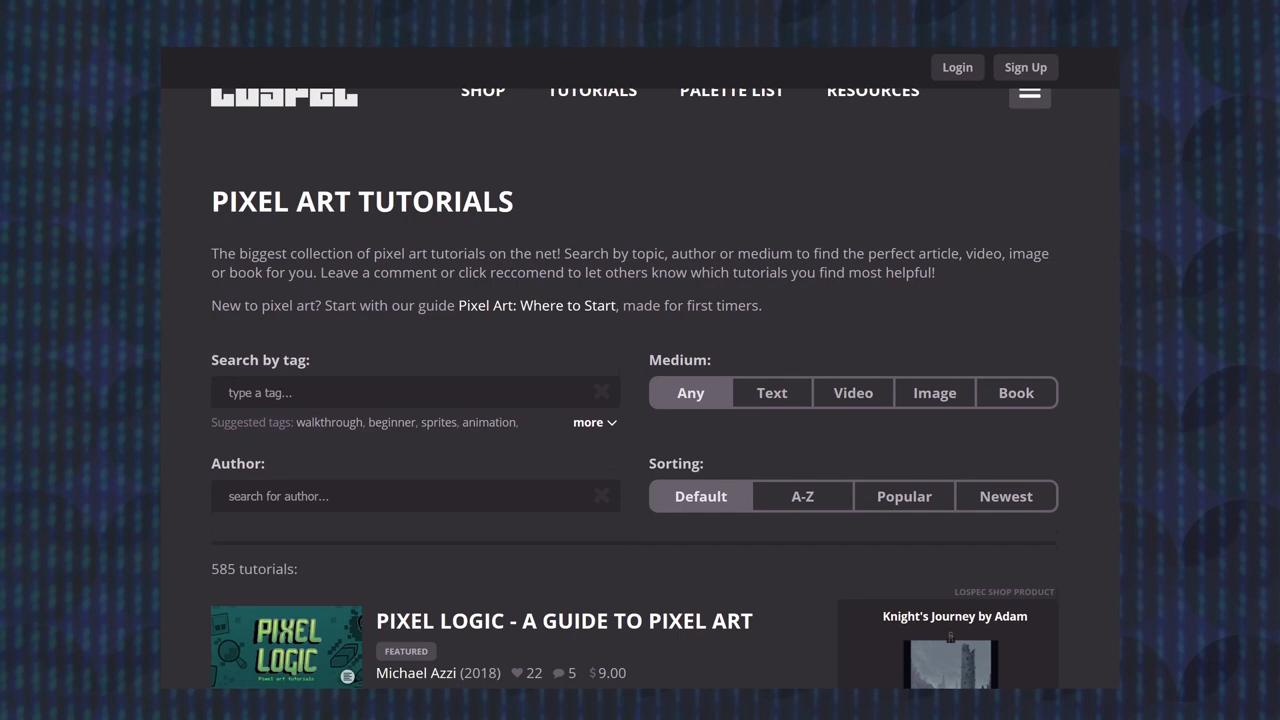 Login
Sign Up
LOSPEC
SHOP
TUTORIALS
PALETTE LIST
RESOURCES
PIXEL ART TUTORIALS
The biggest collection of pixel art tutorials on the net! Search by topic, author or medium to find the perfect article, video, image
or book for you. Leave a comment or click reccomend to let others know which tutorials you find most helpful!
New to pixel art? Start with our guide Pixel Art: Where to Start, made for first timers.
Search by tag:
type a tag...
Suggested tags: walkthrough, beginner, sprites, animation,
more
Medium:
Any
Text
Video
Image
Book
Author:
search for author...
Sorting:
Default
A-Z
Popular
Newest
585 tutorials:
PIXEL
LOGIC
Pixel art tutorials
PIXEL LOGIC - A GUIDE TO PIXEL ART
FEATURED
Michael Azzi (2018) 22 5 $9.00
LOSPEC SHOP PRODUCT
Knight's Journey by Adam